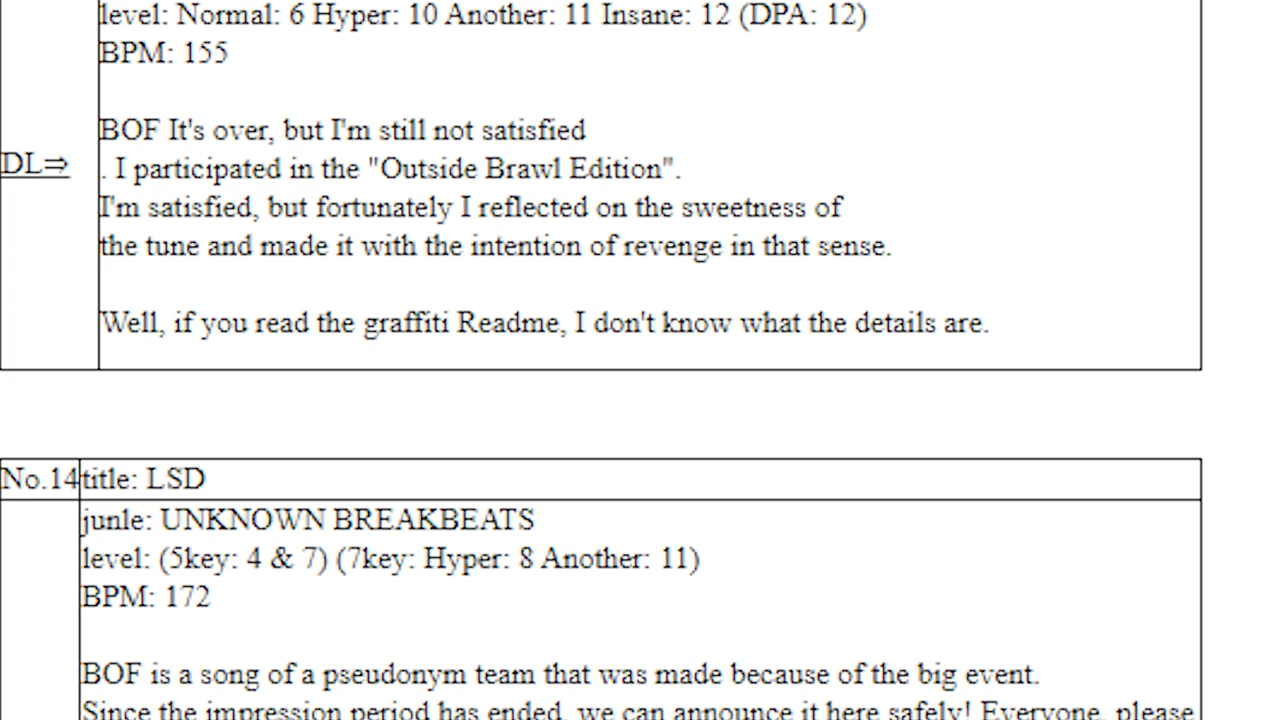 level: Normal: 6 Hyper: 10 Another: 11 Insane: 12 (DPA: 12)
BPM: 155
BOF It's over, but I'm still not satisfied
DL⇒
. I participated in the "Outside Brawl Edition".
I'm satisfied, but fortunately I reflected on the sweetness of
the tune and made it with the intention of revenge in that sense.
Well, if you read the graffiti Readme, I don't know what the details are.
No.14 title: LSD
junle: UNKNOWN BREAKBEATS
level: (5key: 4 & 7) (7key: Hyper: 8 Another: 11)
BPM: 172
BOF is a song of a pseudonym team that was made because of the big event.
Since the impression period has ended, we can announce it here safely! Everyone, please